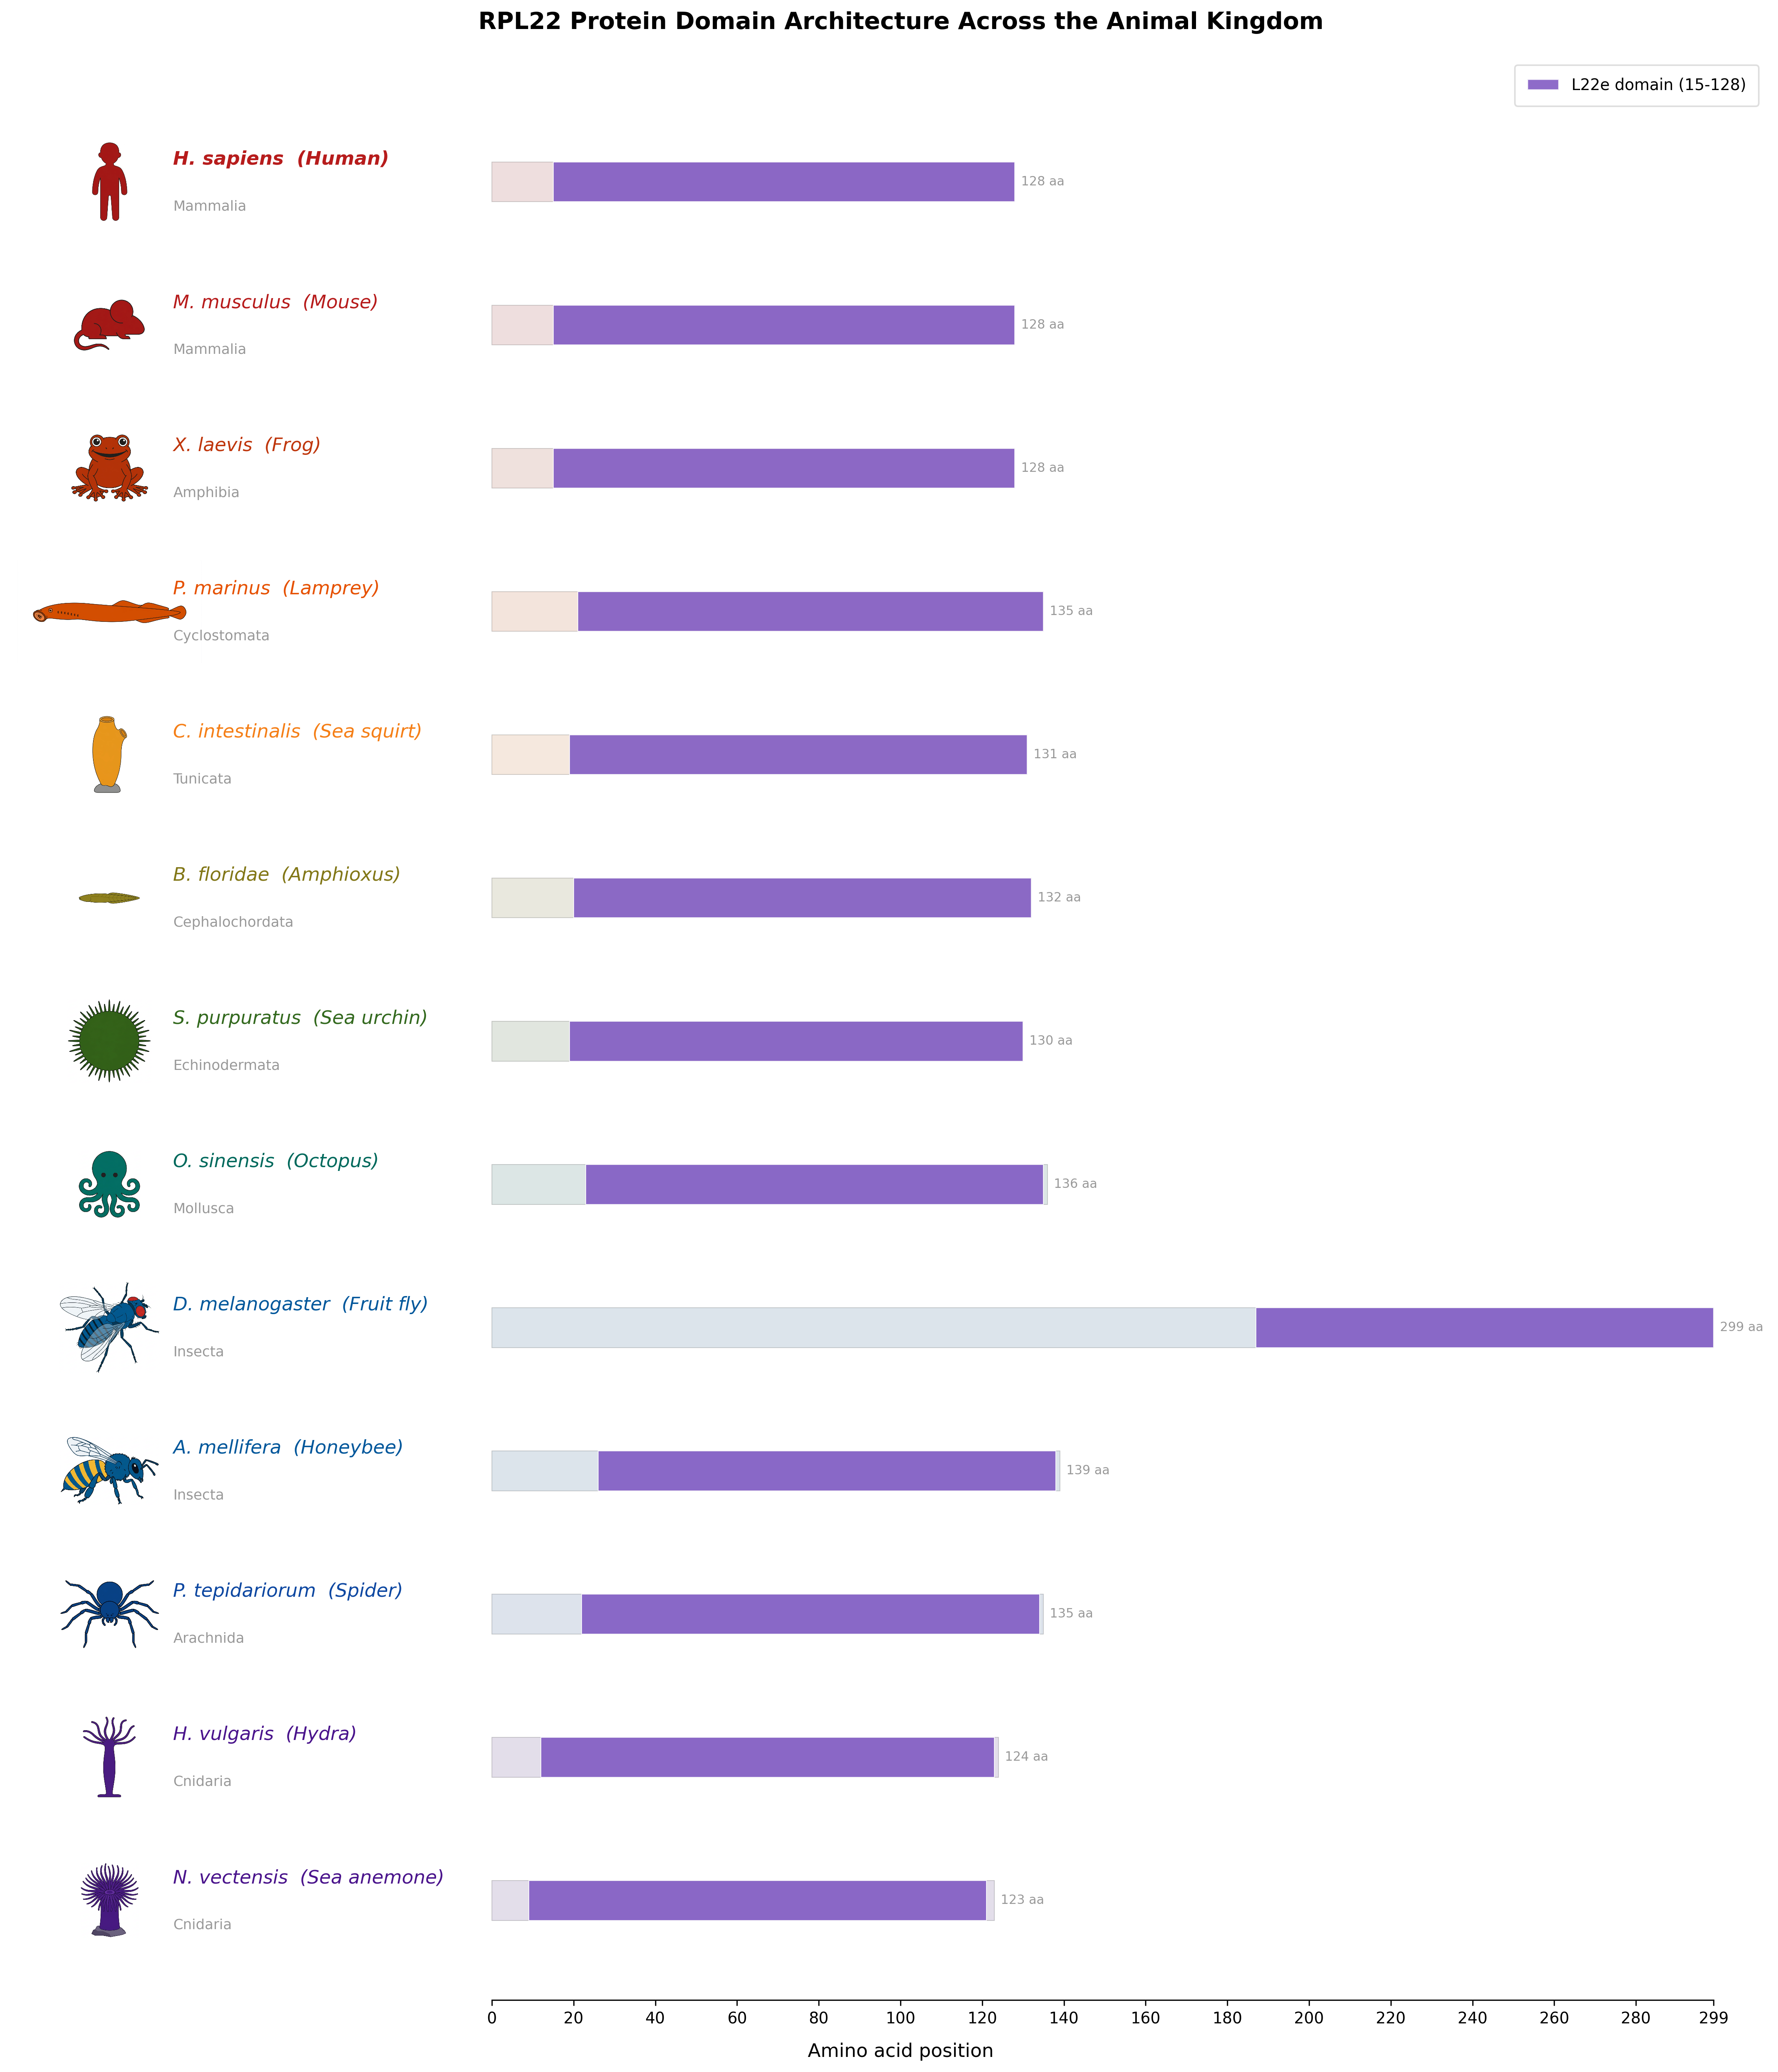 RPL22 Protein Domain Architecture Across the Animal Kingdom
L22e domain (15-128)
H. sapiens (Human)
Mammalia
128 aa
M. musculus (Mouse)
Mammalia
128 aa
X. laevis (Frog)
Amphibia
128 aa
P. marinus (Lamprey)
Cyclostomata
135 aa
C. intestinalis (Sea squirt)
Tunicata
131 aa
B. floridae (Amphioxus)
Cephalochordata
132 aa
S. purpuratus (Sea urchin)
Echinodermata
130 aa
O. sinensis (Octopus)
Mollusca
136 aa
D. melanogaster (Fruit fly)
Insecta
299 aa
A. mellifera (Honeybee)
Insecta
139 aa
P. tepidariorum (Spider)
Arachnida
135 aa
H. vulgaris (Hydra)
Cnidaria
124 aa
N. vectensis (Sea anemone)
Cnidaria
123 aa
0 20 40 60 80 100 120 140 160 180 200 220 240 260 280 299
Amino acid position